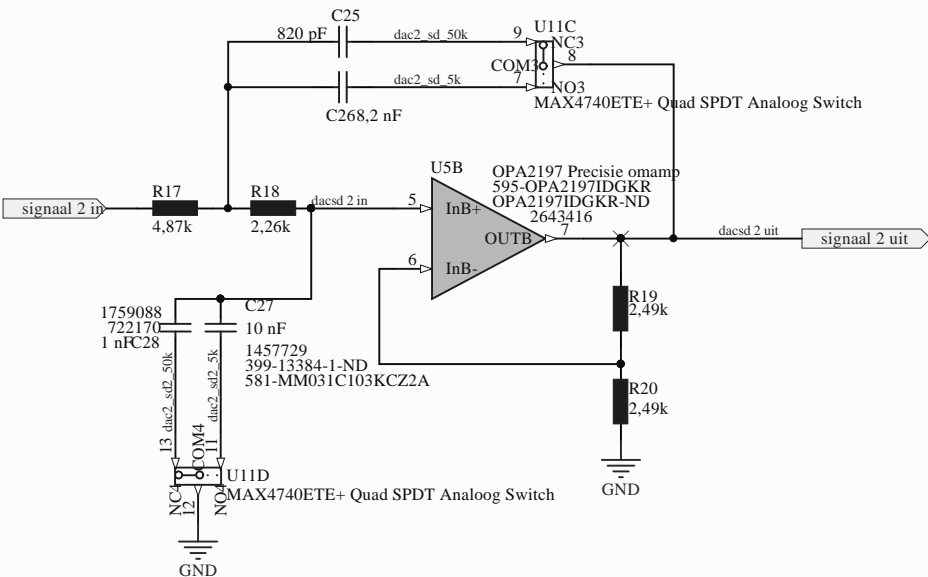 C25
820 pF
dac2_sd_50k
9
U11C
NC3
COM3
8
dac2_sd_5k
7
NO3
MAX4740ETE+ Quad SPDT Analoog Switch
C268,2 nF
U5B
OPA2197 Precisie omamp
595-OPA2197IDGKR
OPA2197IDGKR-ND
2643416
signaal 2 in
R17
4,87k
R18
2,26k
dacsd 2 in
5
InB+
OUTB
7
6
InB-
dacsd 2 uit
signaal 2 uit
R19
2,49k
R20
2,49k
GND
1759088
722170
1 nF
C28
C27
10 nF
1457729
399-13384-1-ND
581-MM031C103KCZ2A
dac2_sd2_50k
dac2_sd2_5k
13
COM4
11
U11D
MAX4740ETE+ Quad SPDT Analoog Switch
NC4
12
NO4
GND